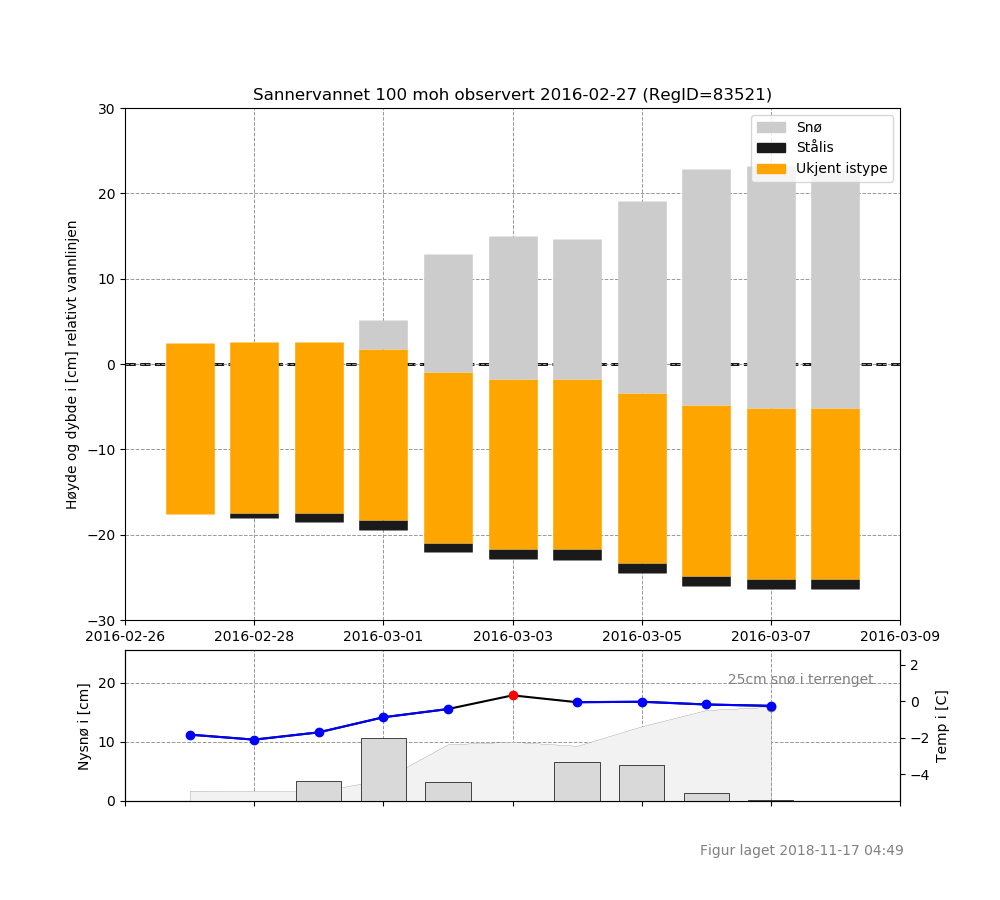 Sannervannet 100 moh observert 2016-02-27 (RegID=83521)
Høyde og dybde i [cm] relativt vannlinjen
30
20
10
0
−10
−20
−30
Snø
Stålis
Ukjent istype
2016-02-26 2016-02-28 2016-03-01 2016-03-03 2016-03-05 2016-03-07 2016-03-09
Nysnø i [cm]
20
10
0
25cm snø i terrenget
2
0
−2
−4
Temp i [C]
Figur laget 2018-11-17 04:49